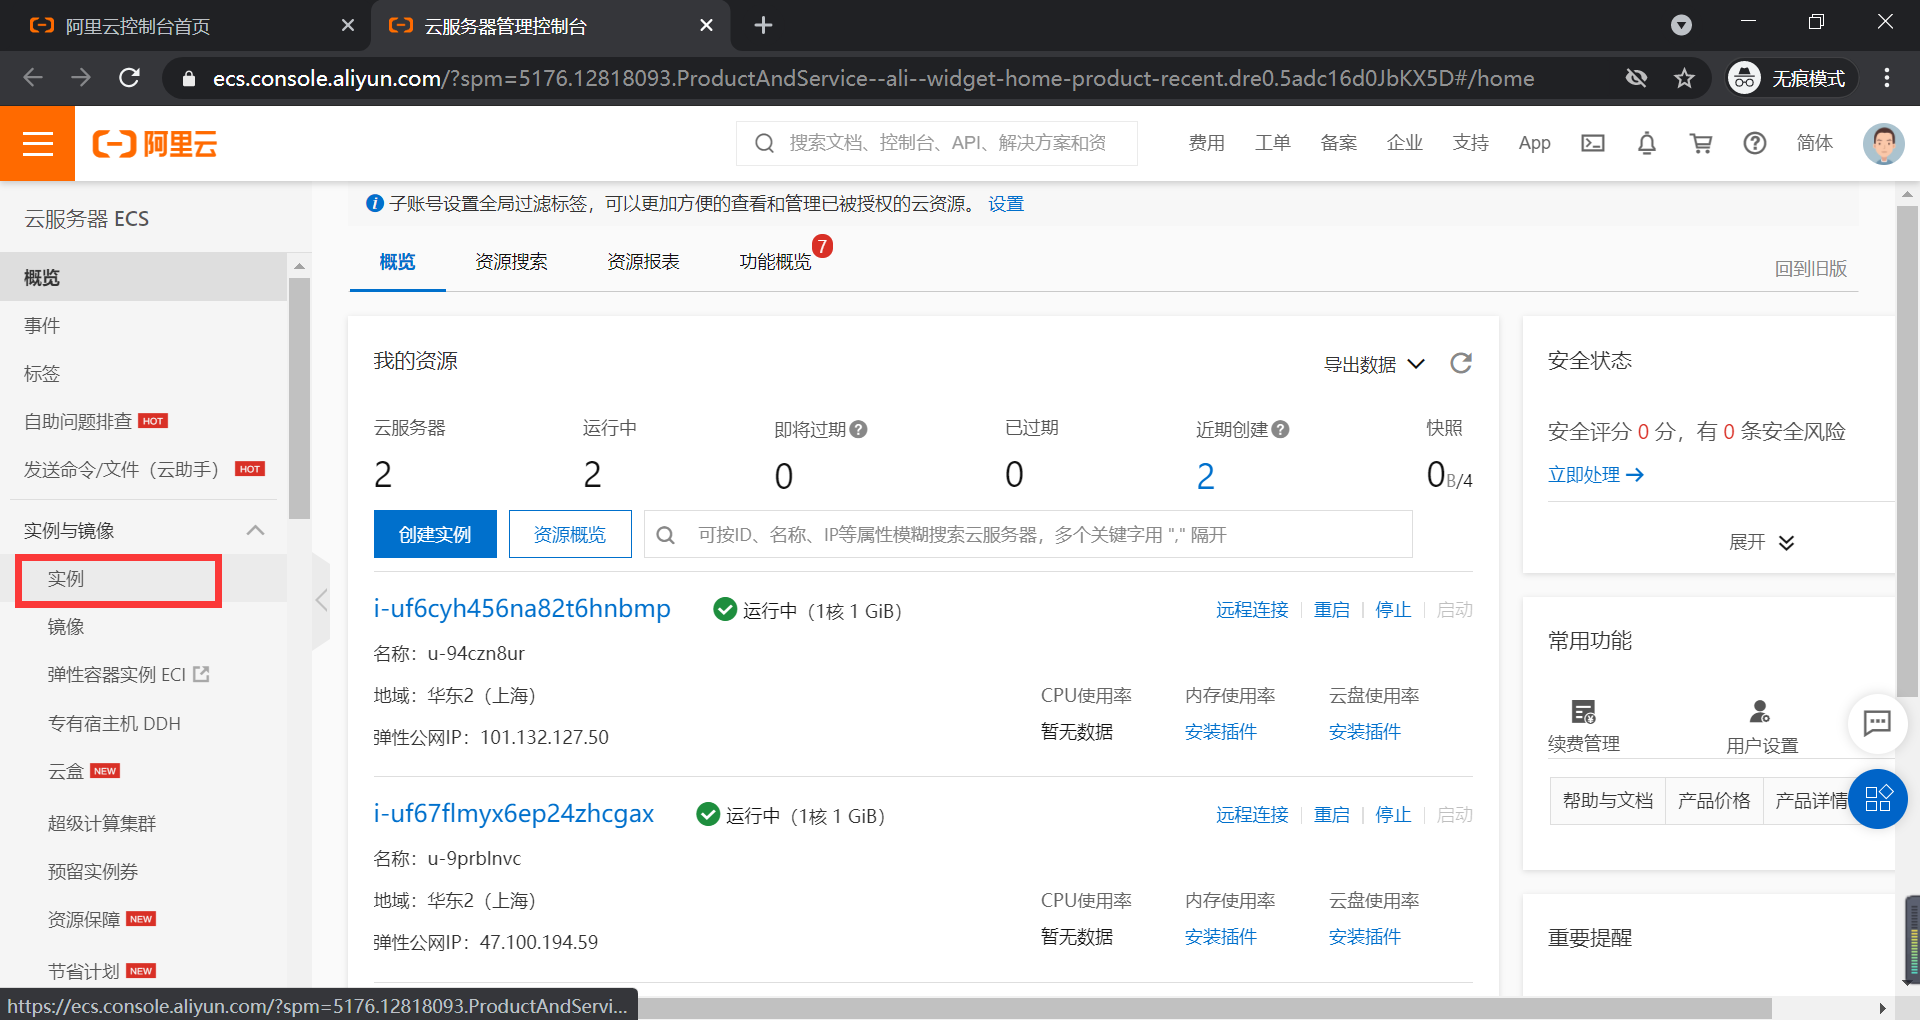 阿里云控制台首页
云服务器管理控制台
ecs.console.aliyun.com/?spm=5176.12818093.ProductAndService--ali--widget-home-product-recent.dre0.5adc16d0JbKX5D#/home
无痕模式
阿里云
搜索文档、控制台、API、解决方案和资
费用
工单
备案
企业
支持
App
简体
云服务器 ECS
概览
事件
标签
自助问题排查 HOT
发送命令/文件（云助手） HOT
实例与镜像
实例
镜像
弹性容器实例 ECI
专有宿主机 DDH
云盒 NEW
超级计算集群
预留实例券
资源保障 NEW
节省计划 NEW
子账号设置全局过滤标签，可以更加方便的查看和管理已被授权的云资源。 设置
概览
资源搜索
资源报表
功能概览 7
回到旧版
我的资源
导出数据
云服务器
运行中
即将过期
已过期
近期创建
快照
2
2
0
0
2
0B/4
创建实例
资源概览
可按ID、名称、IP等属性模糊搜索云服务器，多个关键字用 "," 隔开
i-uf6cyh456na82t6hnbmp
运行中（1核 1 GiB）
远程连接
重启
停止
启动
名称：u-94czn8ur
地域：华东2（上海）
弹性公网IP：101.132.127.50
CPU使用率
内存使用率
云盘使用率
暂无数据
安装插件
安装插件
i-uf67flmyx6ep24zhcgax
运行中（1核 1 GiB）
远程连接
重启
停止
启动
名称：u-9prblnvc
地域：华东2（上海）
弹性公网IP：47.100.194.59
CPU使用率
内存使用率
云盘使用率
暂无数据
安装插件
安装插件
安全状态
安全评分 0 分，有 0 条安全风险
立即处理
展开
常用功能
续费管理
用户设置
帮助与文档
产品价格
产品详情
重要提醒
https://ecs.console.aliyun.com/?spm=5176.12818093.ProductAndServi...